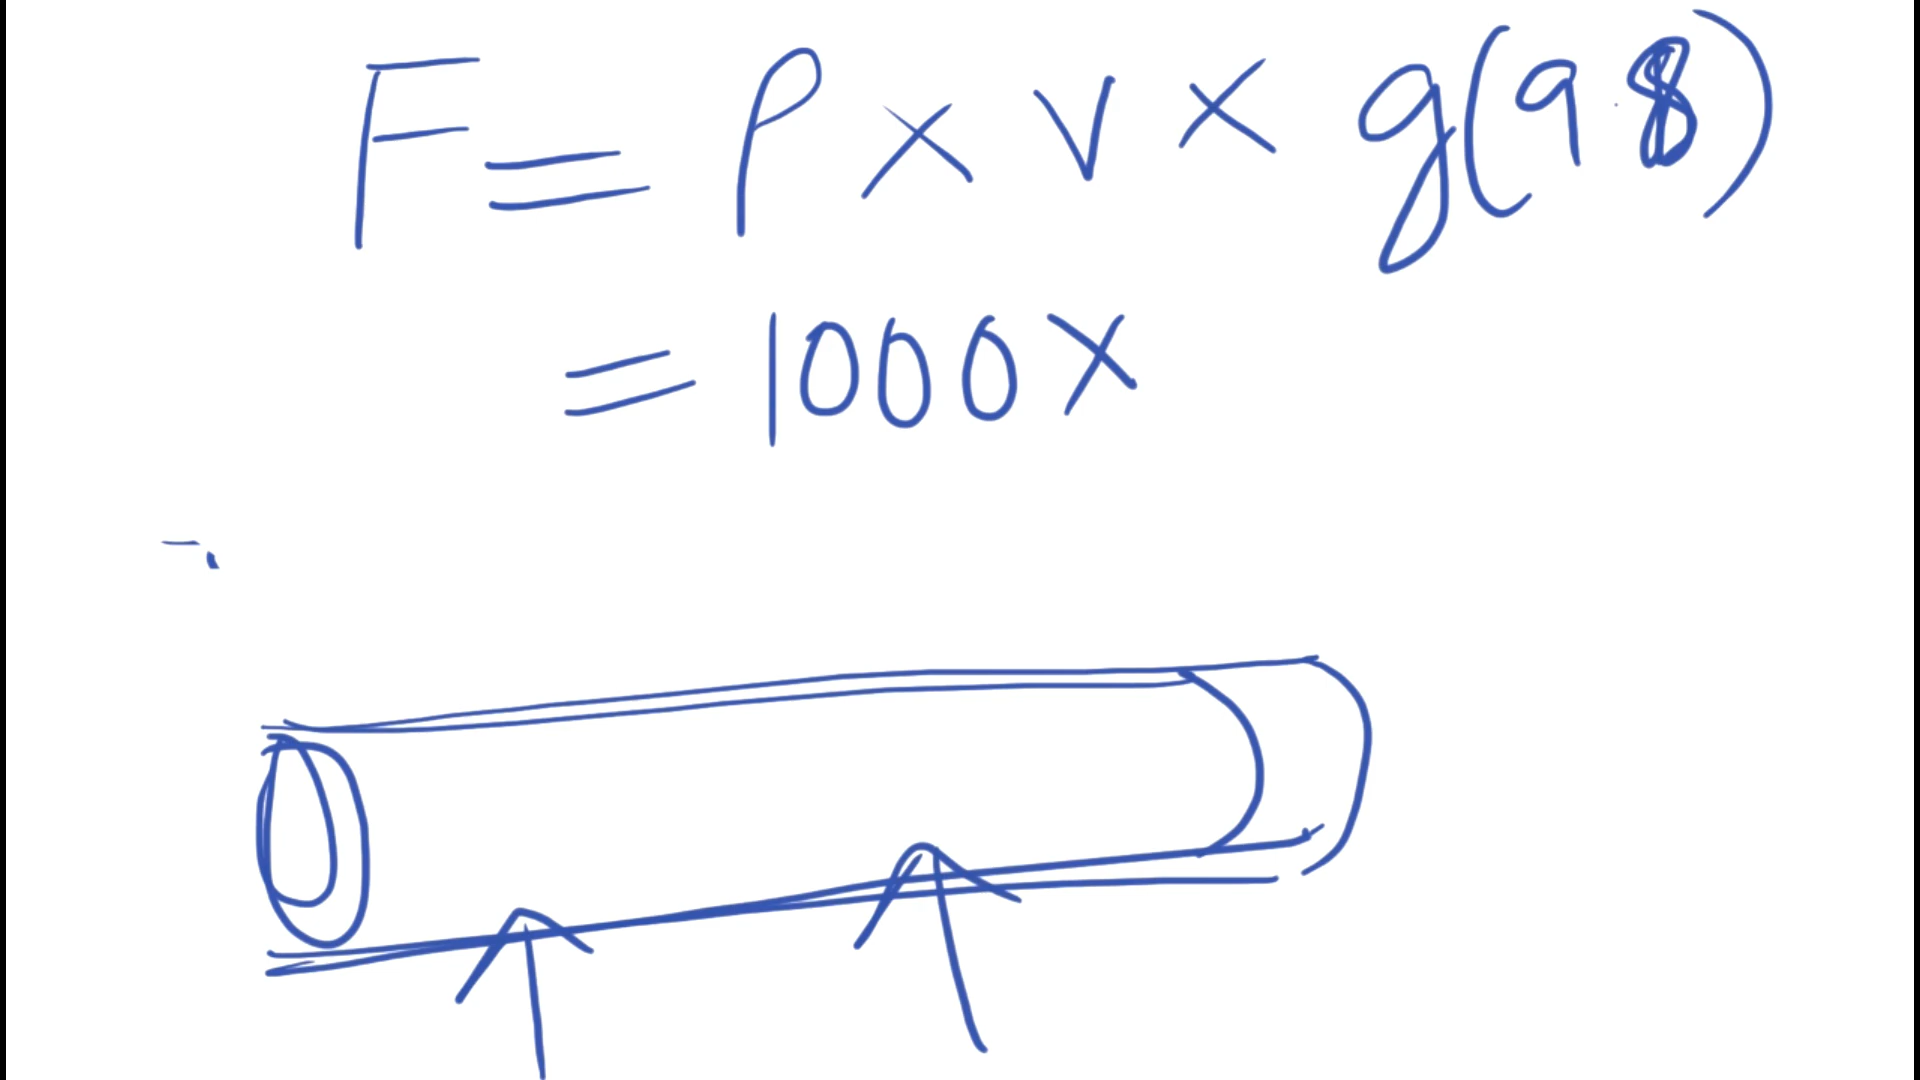 F = ρ × V × g(9.8)
= 1000 ×